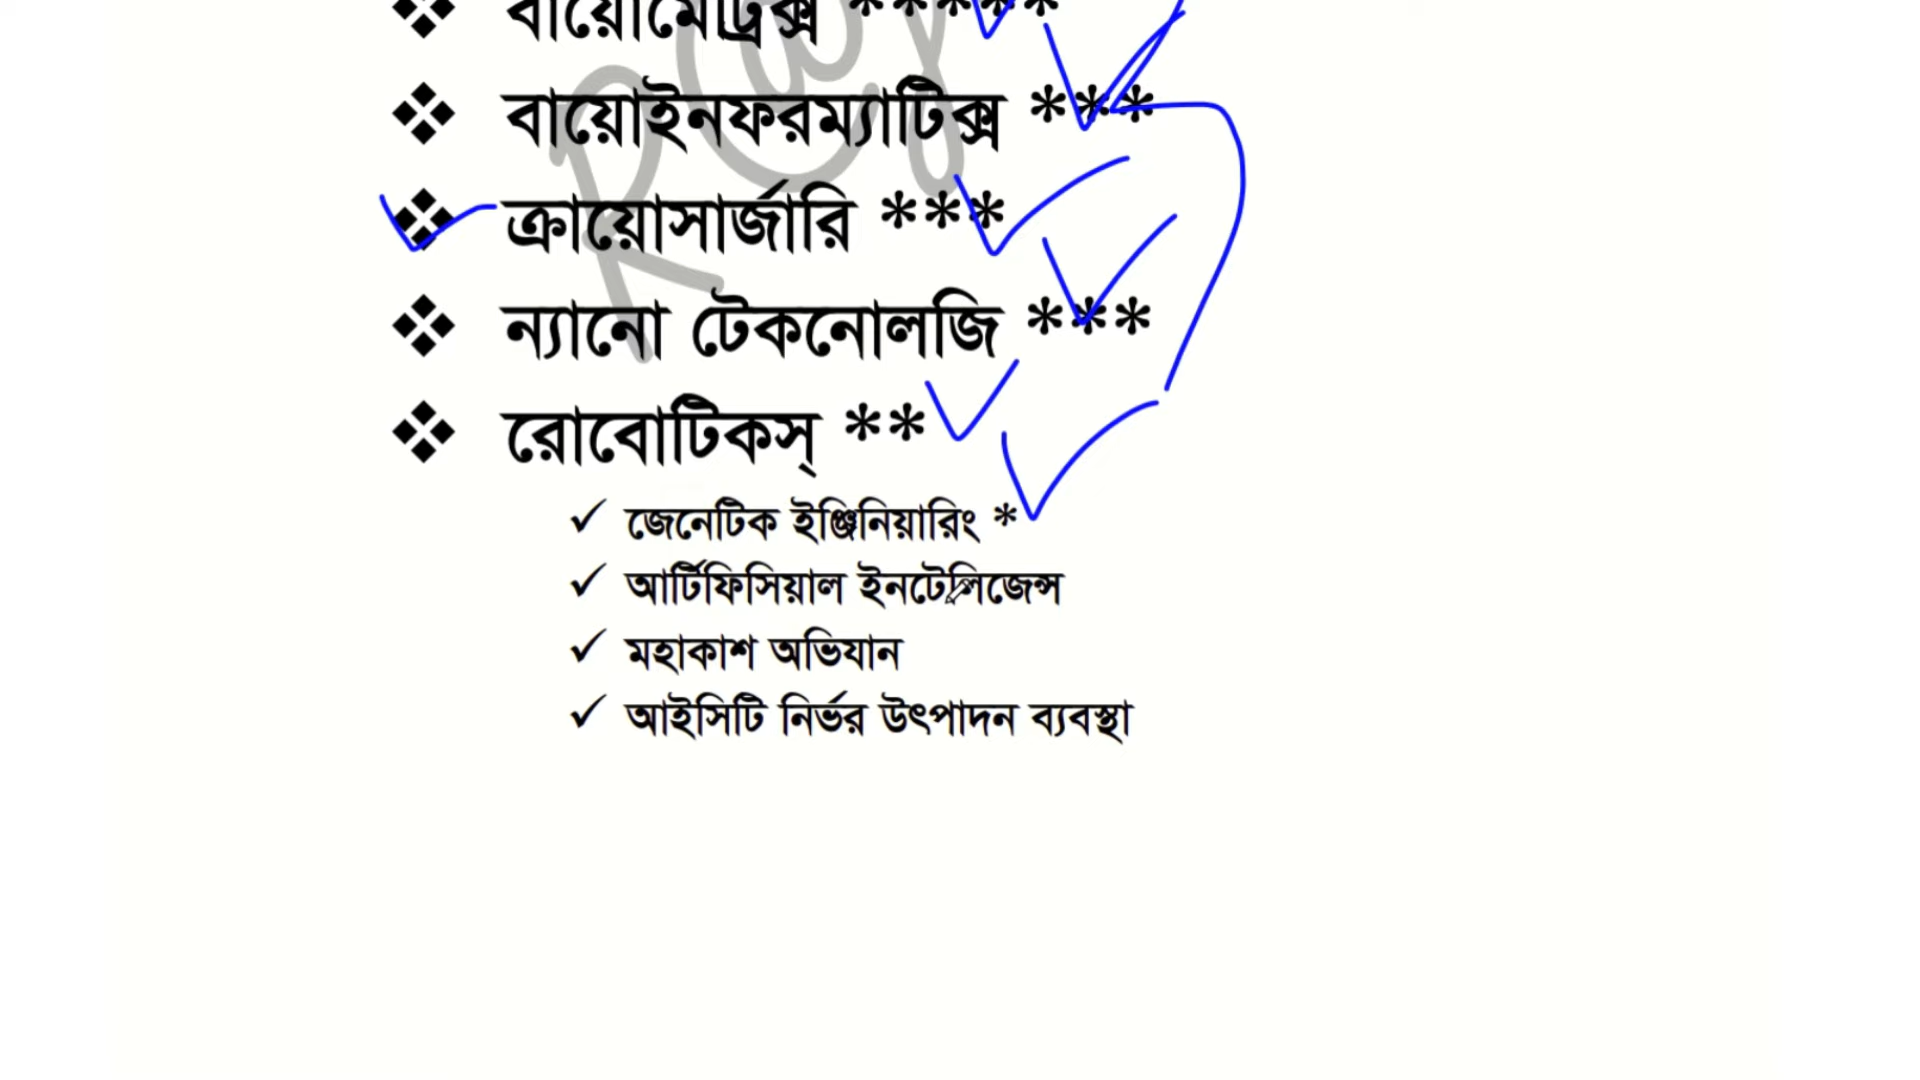 ❖ বায়োমেট্রিক্স *****
❖ বায়োইনফরম্যাটিক্স ***
❖ ক্রায়োসার্জারি ***
❖ ন্যানো টেকনোলজি ***
❖ রোবোটিকস্ **
✓ জেনেটিক ইঞ্জিনিয়ারিং *
✓ আর্টিফিসিয়াল ইনটেলিজেন্স
✓ মহাকাশ অভিযান
✓ আইসিটি নির্ভর উৎপাদন ব্যবস্থা